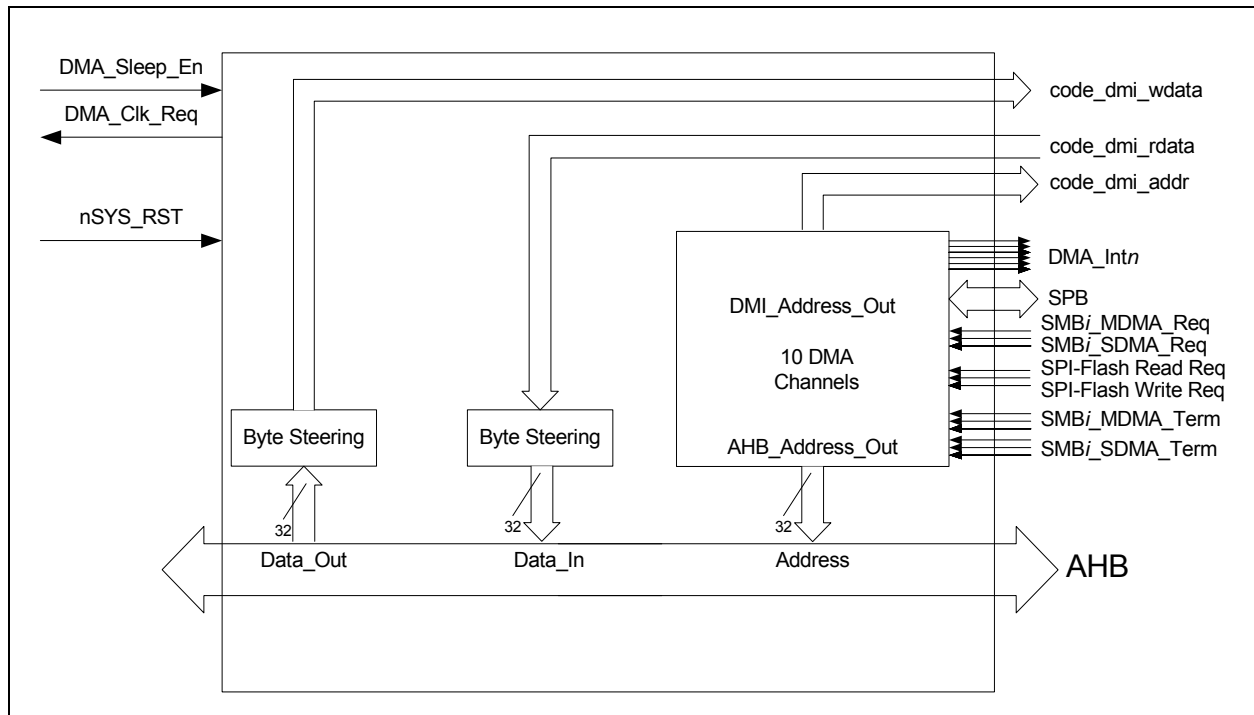 DMA_Sleep_En
DMA_Clk_Req
nSYS_RST
code_dmi_wdata
code_dmi_rdata
code_dmi_addr
DMA_Intn
SPB
SMBi_MDMA_Req
SMBi_SDMA_Req
SPI-Flash Read Req
SPI-Flash Write Req
SMBi_MDMA_Term
SMBi_SDMA_Term
DMI_Address_Out
10 DMA
Channels
AHB_Address_Out
Byte Steering
Byte Steering
32
32
32
Data_Out
Data_In
Address
AHB